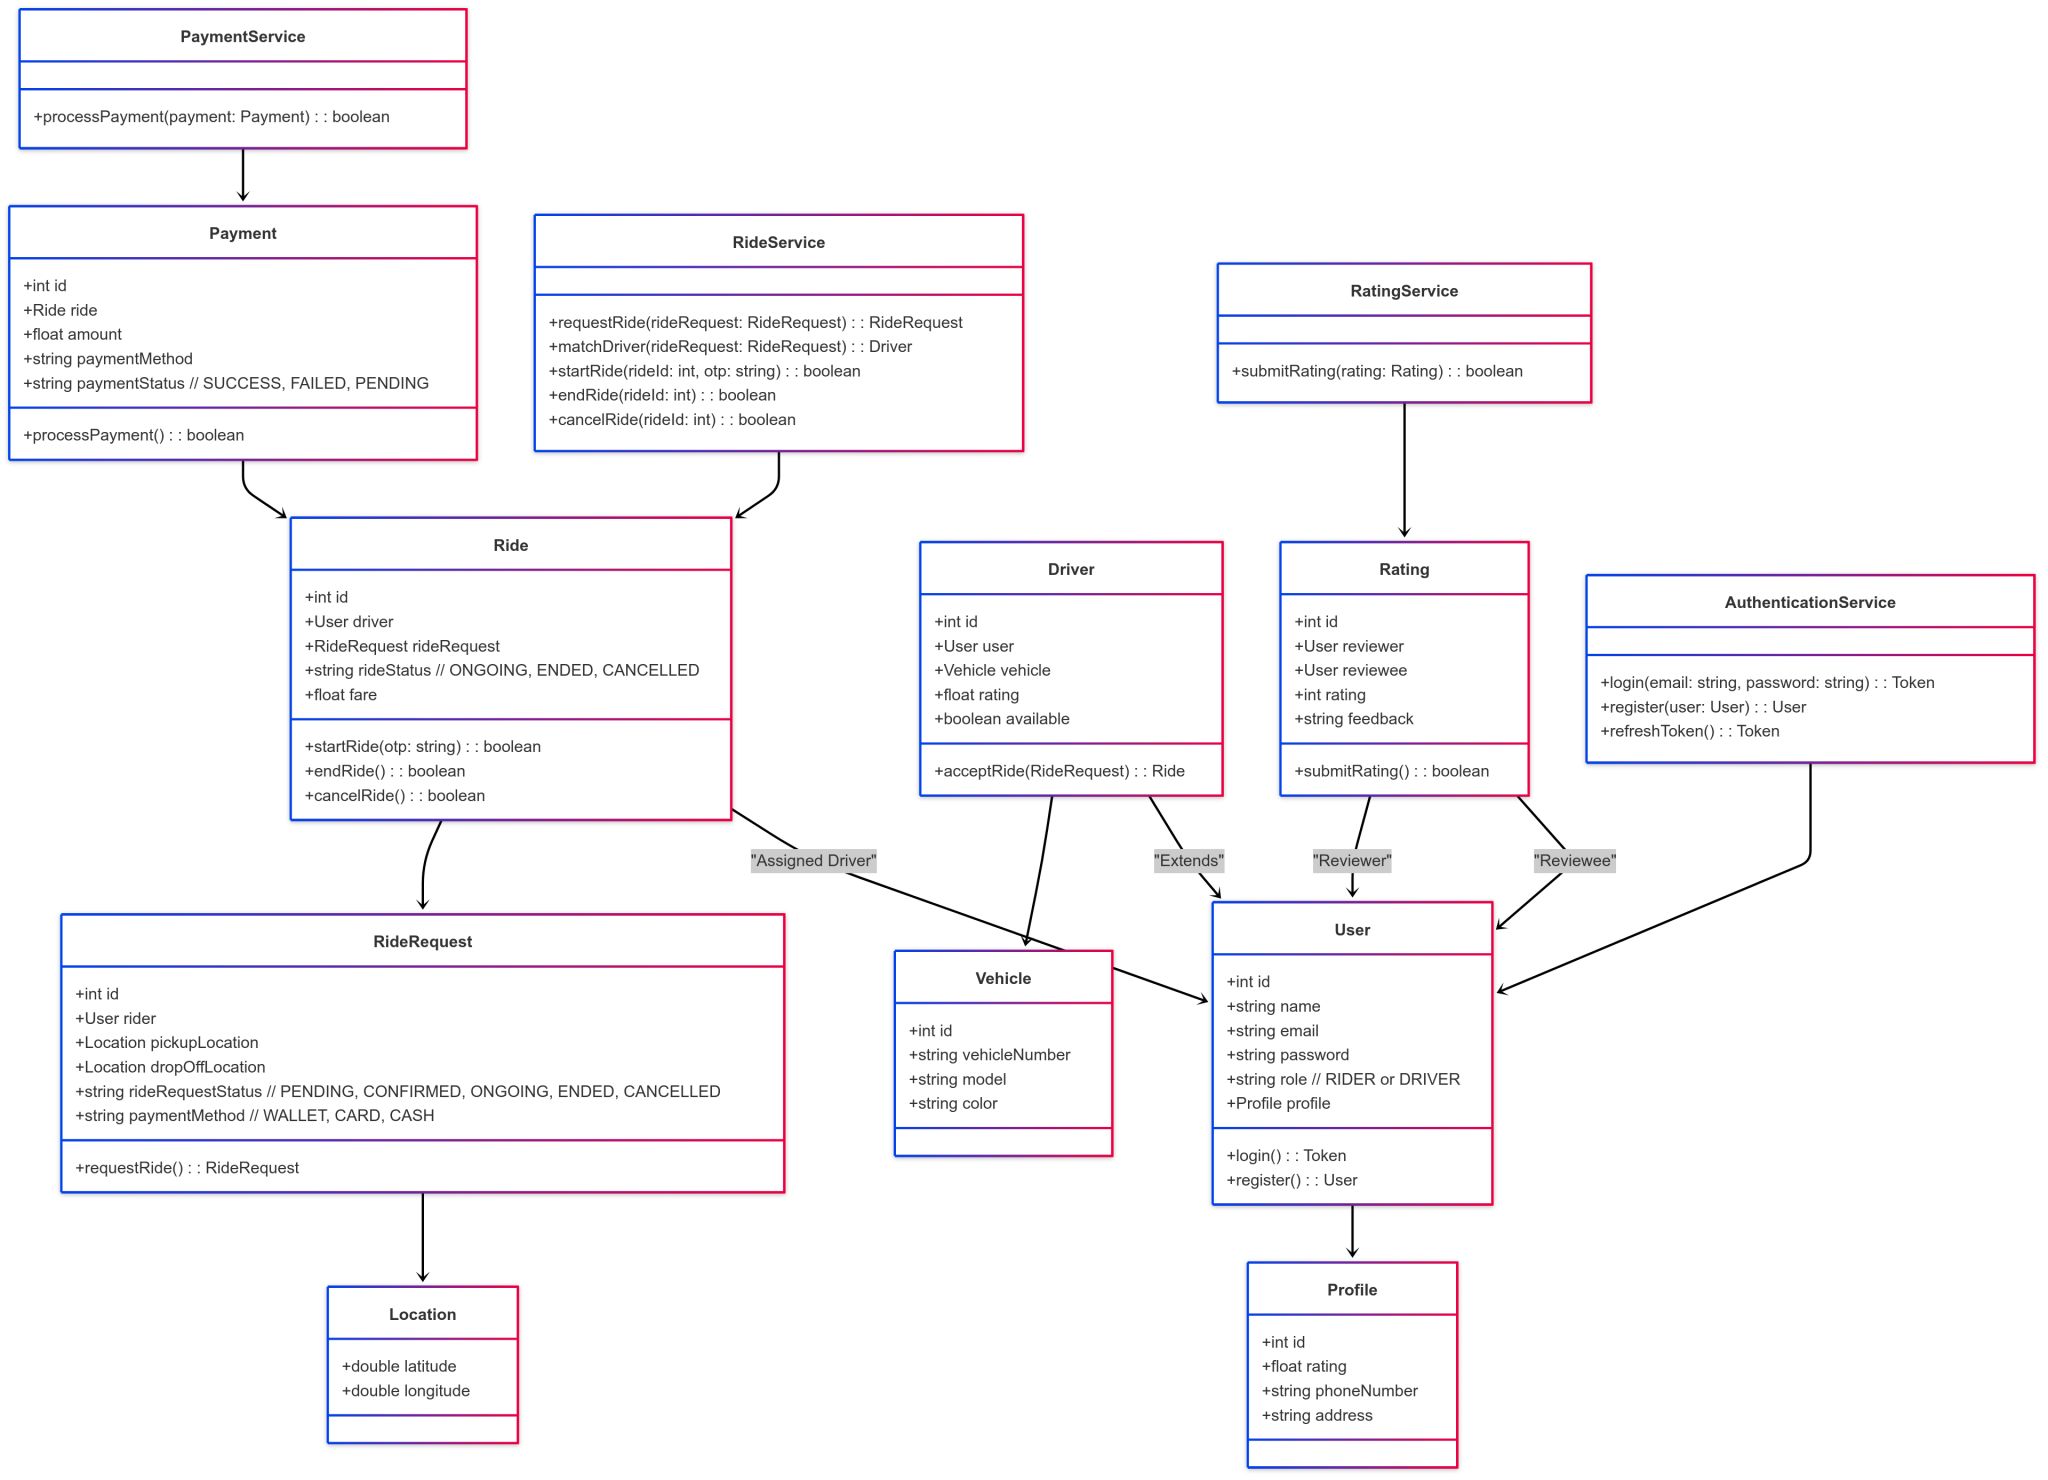 PaymentService
+processPayment(payment: Payment) : : boolean
Payment
+int id
+Ride ride
+float amount
+string paymentMethod
+string paymentStatus // SUCCESS, FAILED, PENDING
+processPayment() : : boolean
RideService
+requestRide(rideRequest: RideRequest) : : RideRequest
+matchDriver(rideRequest: RideRequest) : : Driver
+startRide(rideId: int, otp: string) : : boolean
+endRide(rideId: int) : : boolean
+cancelRide(rideId: int) : : boolean
RatingService
+submitRating(rating: Rating) : : boolean
Ride
+int id
+User driver
+RideRequest rideRequest
+string rideStatus // ONGOING, ENDED, CANCELLED
+float fare
+startRide(otp: string) : : boolean
+endRide() : : boolean
+cancelRide() : : boolean
Driver
+int id
+User user
+Vehicle vehicle
+float rating
+boolean available
+acceptRide(RideRequest) : : Ride
Rating
+int id
+User reviewer
+User reviewee
+int rating
+string feedback
+submitRating() : : boolean
AuthenticationService
+login(email: string, password: string) : : Token
+register(user: User) : : User
+refreshToken() : : Token
"Assigned Driver"
"Extends"
"Reviewer"
"Reviewee"
RideRequest
+int id
+User rider
+Location pickupLocation
+Location dropOffLocation
+string rideRequestStatus // PENDING, CONFIRMED, ONGOING, ENDED, CANCELLED
+string paymentMethod // WALLET, CARD, CASH
+requestRide() : : RideRequest
Vehicle
+int id
+string vehicleNumber
+string model
+string color
User
+int id
+string name
+string email
+string password
+string role // RIDER or DRIVER
+Profile profile
+login() : : Token
+register() : : User
Location
+double latitude
+double longitude
Profile
+int id
+float rating
+string phoneNumber
+string address